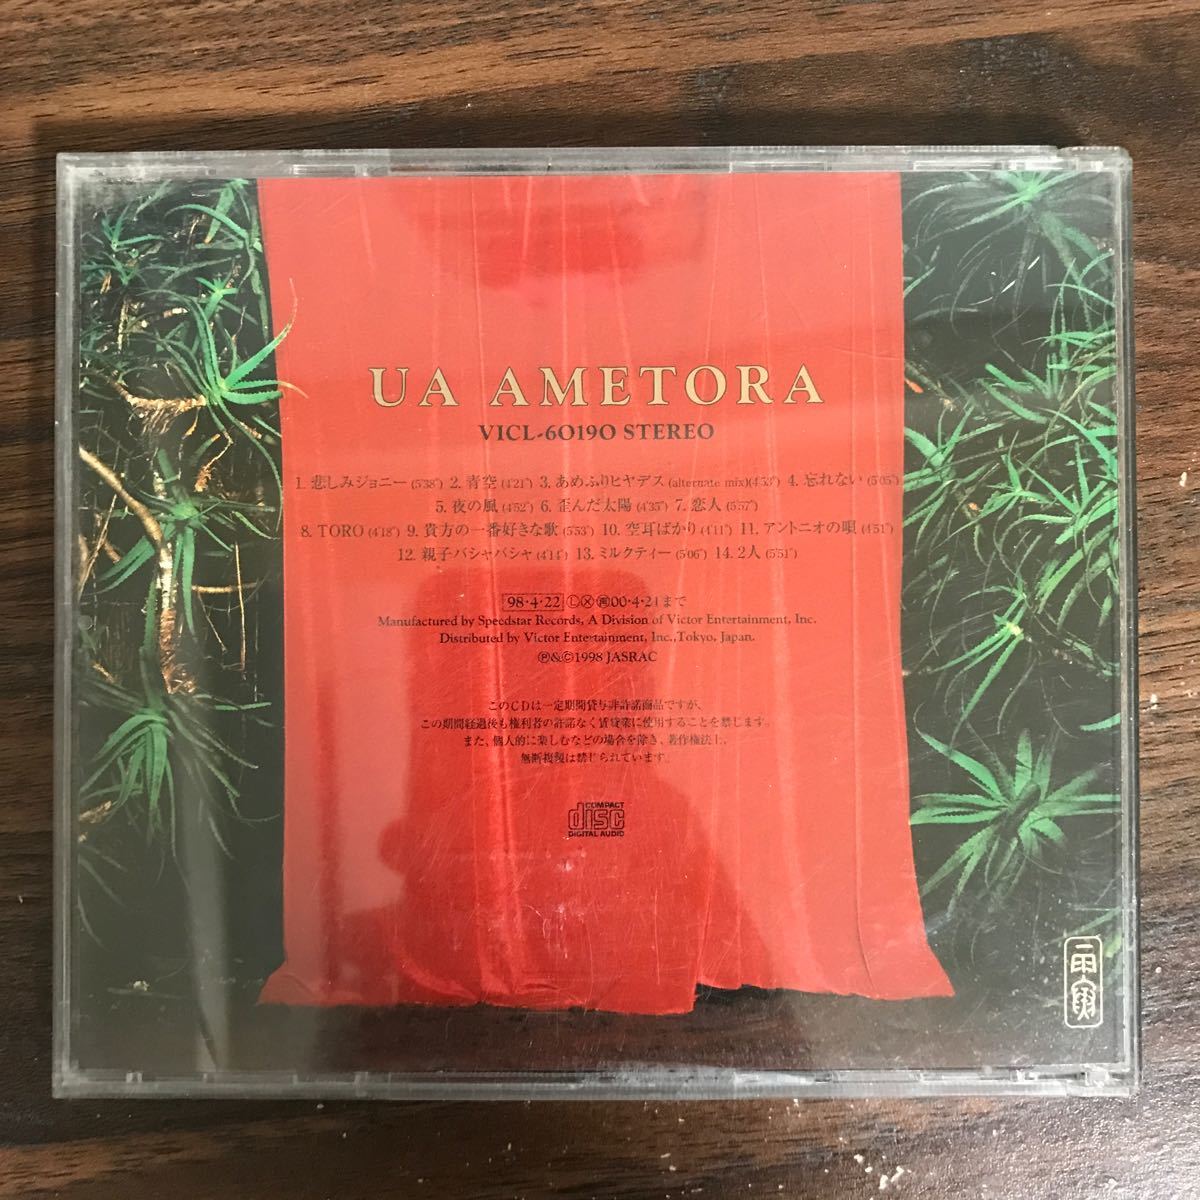 UA AMETORA
VICL-60190 STEREO
1. 悲しみジョニー (5'38") 2. 青空 (4'21") 3. あめふりヒヤデス (alternate mix)(4'53") 4. 忘れない (5'05")
5. 夜の風 (4'52") 6. 歪んだ太陽 (4'35") 7. 恋人 (5'57")
8. TORO (4'18") 9. 貴方の一番好きな歌 (5'53") 10. 空耳ばかり (4'11") 11. アントニオの唄 (4'51")
12. 親子バシャバシャ (4'14") 13. ミルクティー (5'06") 14. 2人 (5'51")
98・4・22 Ⓛ Ⓧ ㊞00・4・21まで
Manufactured by Speedstar Records, A Division of Victor Entertainment, Inc.
Distributed by Victor Entertainment, Inc.,Tokyo, Japan.
℗&©1998 JASRAC
このCDは一定期間貸与非許諾商品ですが、
この期間経過後も権利者の許諾なく賃貸業に使用することを禁じます。
また、個人的に楽しむなどの場合を除き、著作権法上、
無断複製は禁じられています。
COMPACT
disc
DIGITAL AUDIO